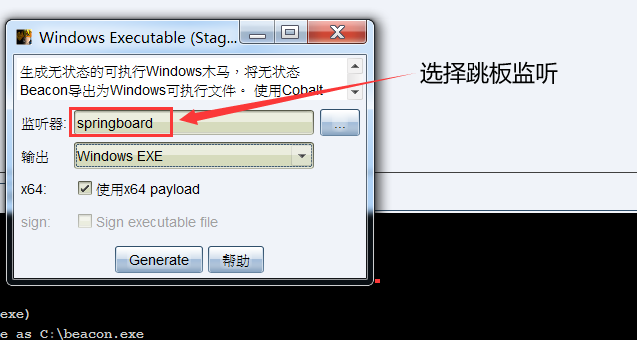 Windows Executable (Stag...
生成无状态的可执行Windows木马，将无状态
Beacon导出为Windows可执行文件。 使用Cobalt
选择跳板监听
监听器: springboard ...
输出 Windows EXE
x64: 使用x64 payload
sign: Sign executable file
Generate 帮助
exe)
e as C:\beacon.exe